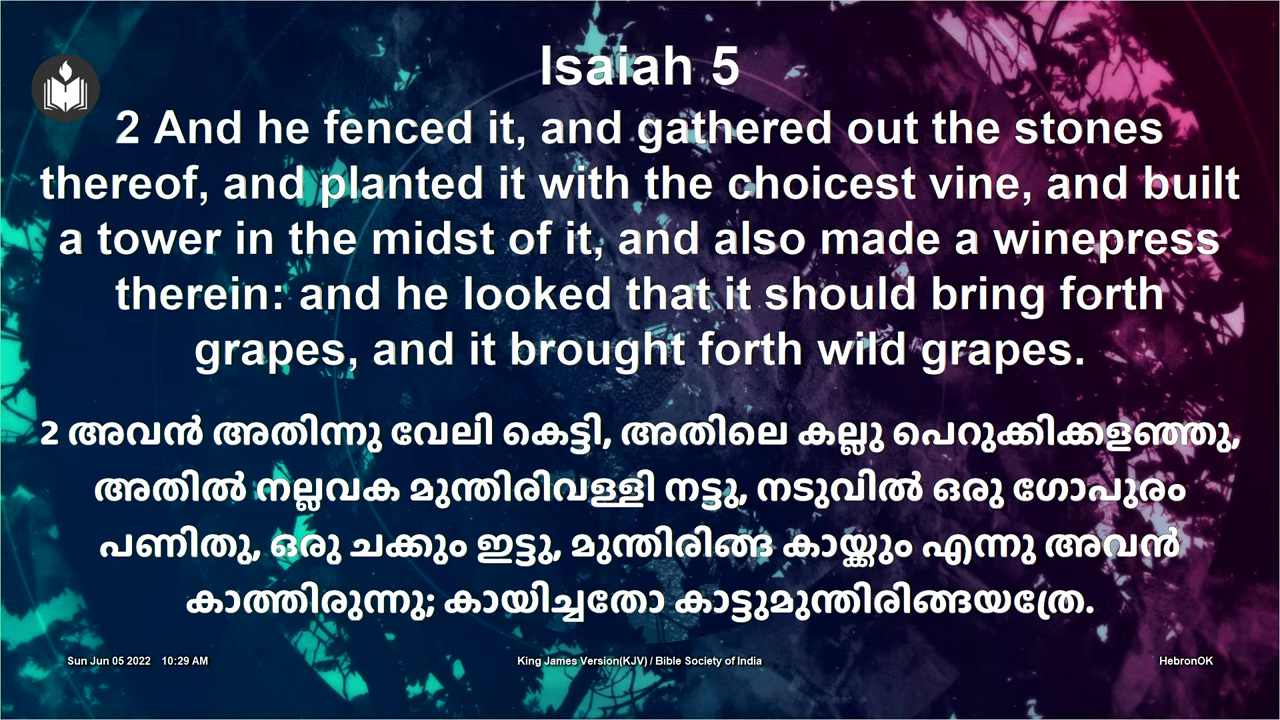 Isaiah 5
2 And he fenced it, and gathered out the stones
thereof, and planted it with the choicest vine, and built
a tower in the midst of it, and also made a winepress
therein: and he looked that it should bring forth
grapes, and it brought forth wild grapes.
2 അവൻ അതിന്നു വേലി കെട്ടി, അതിലെ കല്ലു പെറുക്കിക്കളഞ്ഞു,
അതിൽ നല്ലവക മുന്തിരിവള്ളി നട്ടു, നടുവിൽ ഒരു ഗോപുരം
പണിതു, ഒരു ചക്കും ഇട്ടു, മുന്തിരിങ്ങ കായ്ക്കും എന്നു അവൻ
കാത്തിരുന്നു; കായിച്ചതോ കാട്ടുമുന്തിരിങ്ങയത്രേ.
Sun Jun 05 2022 10:29 AM
King James Version(KJV) / Bible Society of India
HebronOK